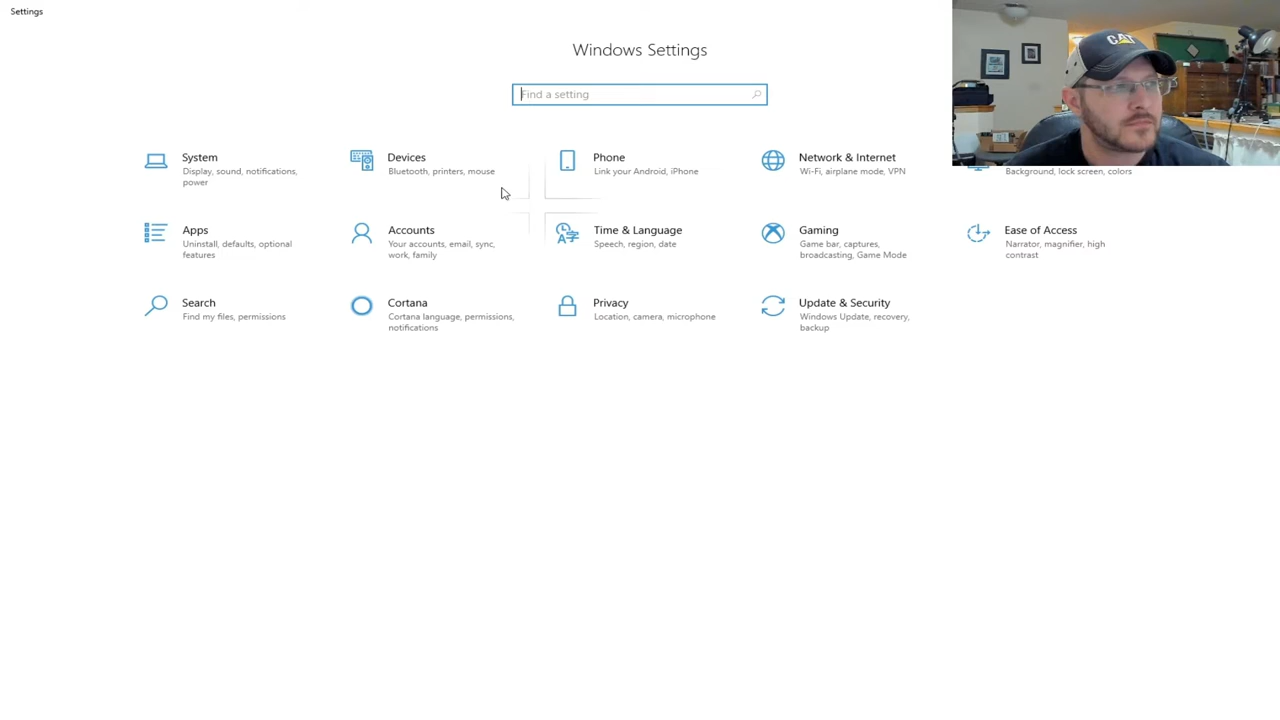 Settings
Windows Settings
Find a setting
CAT
System
Display, sound, notifications,
power
Devices
Bluetooth, printers, mouse
Phone
Link your Android, iPhone
Network & Internet
Wi-Fi, airplane mode, VPN
Background, lock screen, colors
Apps
Uninstall, defaults, optional
features
Accounts
Your accounts, email, sync,
work, family
Time & Language
Speech, region, date
Gaming
Game bar, captures,
broadcasting, Game Mode
Ease of Access
Narrator, magnifier, high
contrast
Search
Find my files, permissions
Cortana
Cortana language, permissions,
notifications
Privacy
Location, camera, microphone
Update & Security
Windows Update, recovery,
backup